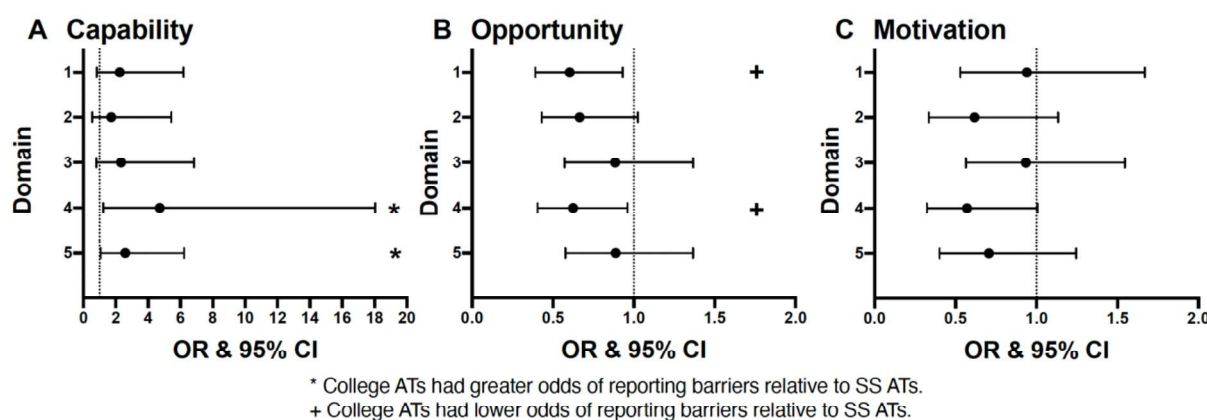 A Capability
B Opportunity
C Motivation
Domain
1
2
3
4
5
*
*
0 2 4 6 8 10 12 14 16 18 20
OR & 95% CI
Domain
1
2
3
4
5
+
+
0.0 0.5 1.0 1.5 2.0
OR & 95% CI
Domain
1
2
3
4
5
0.0 0.5 1.0 1.5 2.0
OR & 95% CI
* College ATs had greater odds of reporting barriers relative to SS ATs.
+ College ATs had lower odds of reporting barriers relative to SS ATs.